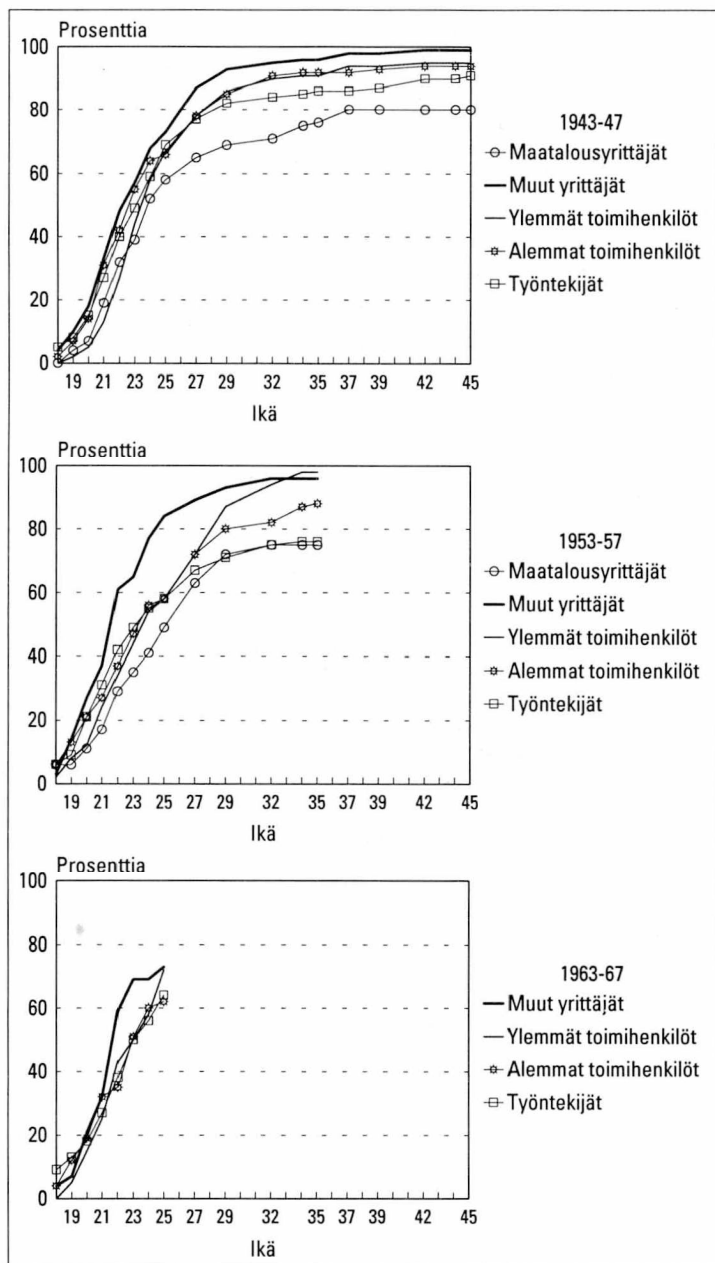 Prosenttia
100
80
60
40
20
0
19 21 23 25 27 29 32 35 37 39 42 45
Ikä
1943-47
Maatalousyrittäjät
Muut yrittäjät
Ylemmät toimihenkilöt
Alemmat toimihenkilöt
Työntekijät
Prosenttia
100
80
60
40
20
0
19 21 23 25 27 29 32 35 37 39 42 45
Ikä
1953-57
Maatalousyrittäjät
Muut yrittäjät
Ylemmät toimihenkilöt
Alemmat toimihenkilöt
Työntekijät
Prosenttia
100
80
60
40
20
0
19 21 23 25 27 29 32 35 37 39 42 45
Ikä
1963-67
Muut yrittäjät
Ylemmät toimihenkilöt
Alemmat toimihenkilöt
Työntekijät